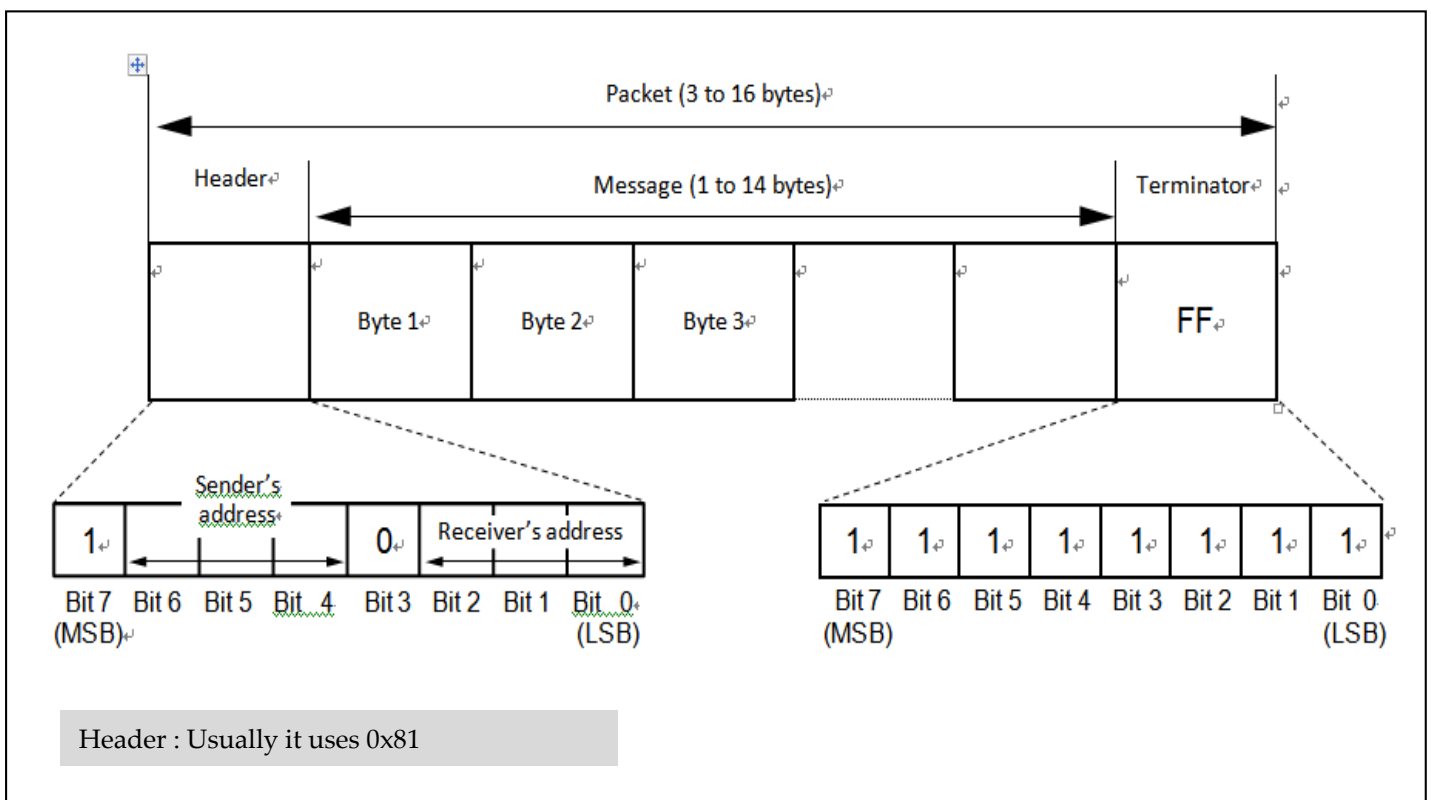 Packet (3 to 16 bytes)
Header
Message (1 to 14 bytes)
Terminator
Byte 1
Byte 2
Byte 3
FF
Sender's
address
1
0
Receiver's address
1 1 1 1 1 1 1 1
Bit 7 Bit 6 Bit 5 Bit 4 Bit 3 Bit 2 Bit 1 Bit 0
(MSB) (LSB)
Bit 7 Bit 6 Bit 5 Bit 4 Bit 3 Bit 2 Bit 1 Bit 0
(MSB) (LSB)
Header : Usually it uses 0x81